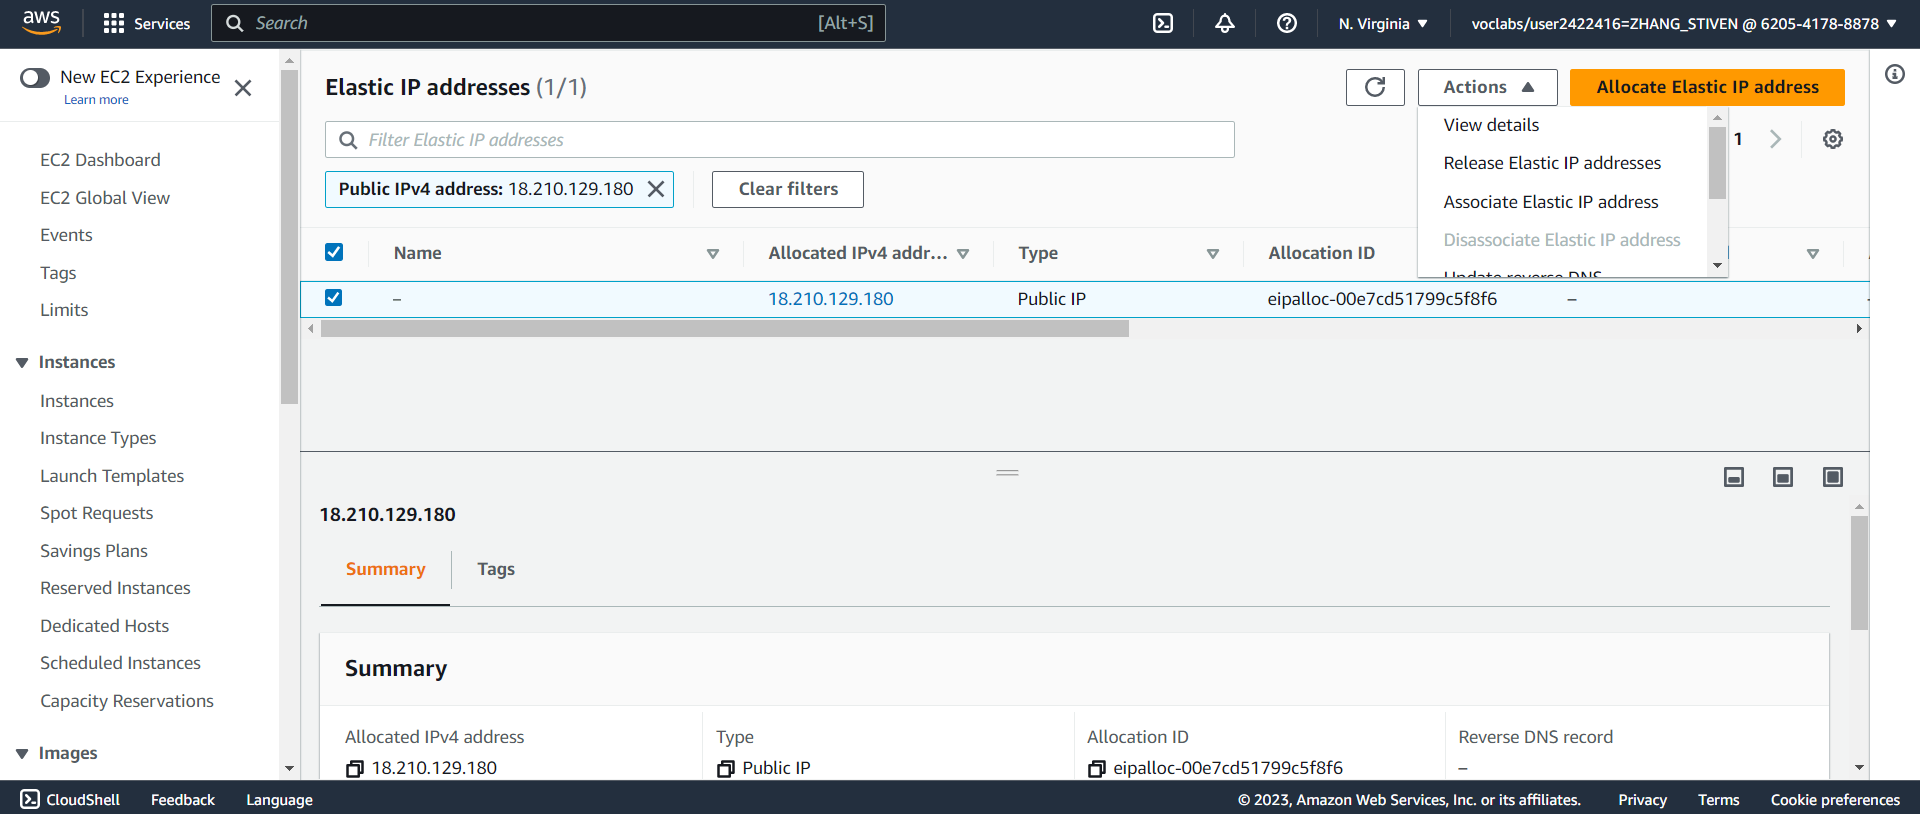 aws
Services
Search [Alt+S]
N. Virginia
voclabs/user2422416=ZHANG_STIVEN @ 6205-4178-8878
New EC2 Experience
Learn more
EC2 Dashboard
EC2 Global View
Events
Tags
Limits
Instances
Instances
Instance Types
Launch Templates
Spot Requests
Savings Plans
Reserved Instances
Dedicated Hosts
Scheduled Instances
Capacity Reservations
Images
Elastic IP addresses (1/1)
Actions
Allocate Elastic IP address
Filter Elastic IP addresses
1
View details
Release Elastic IP addresses
Associate Elastic IP address
Disassociate Elastic IP address
Update reverse DNS
Public IPv4 address: 18.210.129.180
Clear filters
Name Allocated IPv4 addr... Type Allocation ID
– 18.210.129.180 Public IP eipalloc-00e7cd51799c5f8f6 –
18.210.129.180
Summary Tags
Summary
Allocated IPv4 address Type Allocation ID Reverse DNS record
18.210.129.180 Public IP eipalloc-00e7cd51799c5f8f6 –
CloudShell Feedback Language © 2023, Amazon Web Services, Inc. or its affiliates. Privacy Terms Cookie preferences